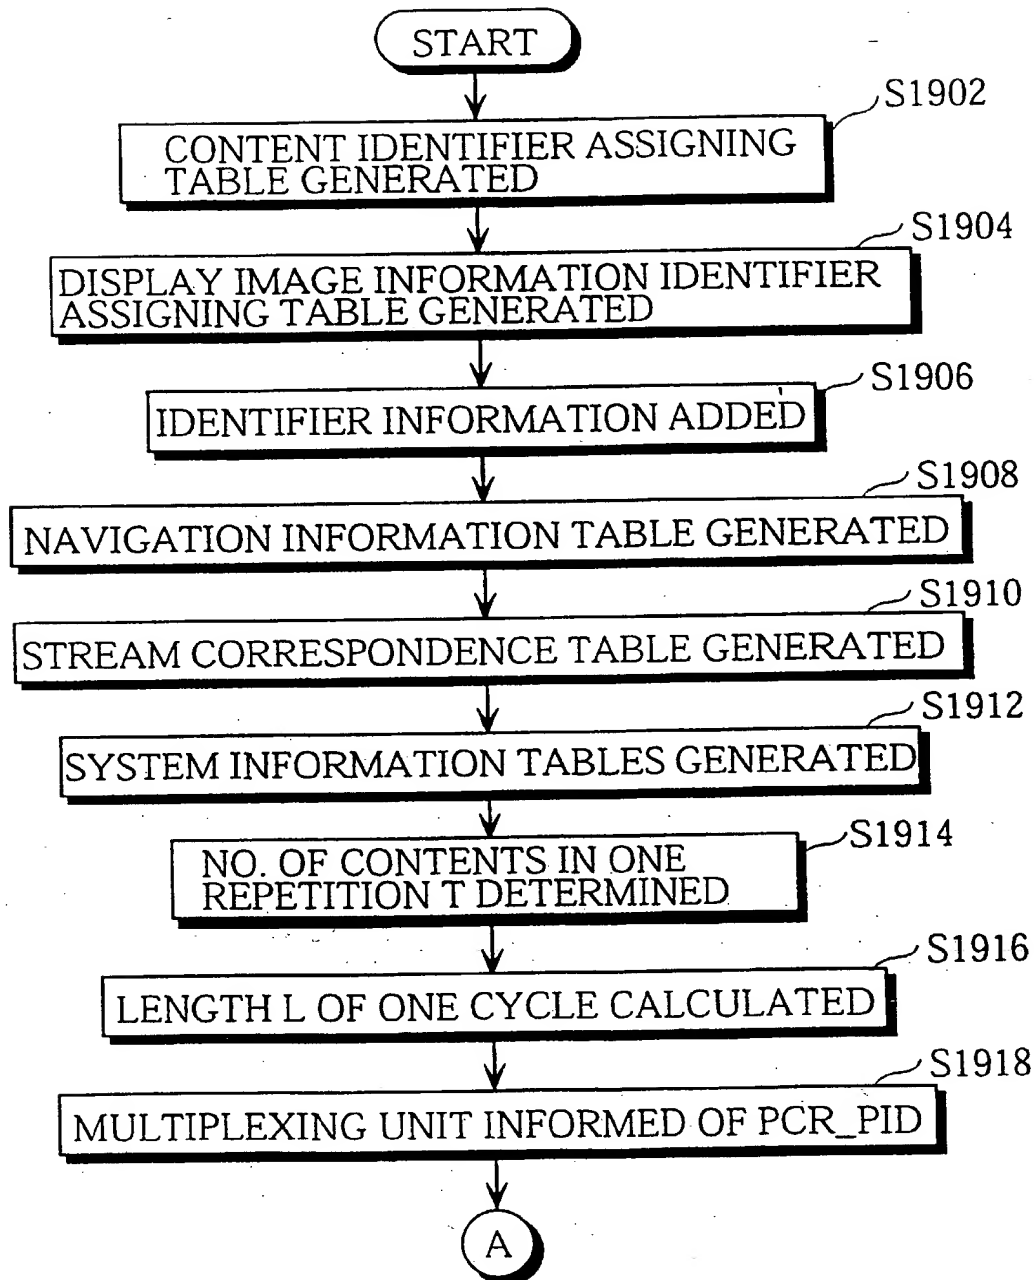 START
S1902
CONTENT IDENTIFIER ASSIGNING
TABLE GENERATED
S1904
DISPLAY IMAGE INFORMATION IDENTIFIER
ASSIGNING TABLE GENERATED
S1906
IDENTIFIER INFORMATION ADDED
S1908
NAVIGATION INFORMATION TABLE GENERATED
S1910
STREAM CORRESPONDENCE TABLE GENERATED
S1912
SYSTEM INFORMATION TABLES GENERATED
S1914
NO. OF CONTENTS IN ONE
REPETITION T DETERMINED
S1916
LENGTH L OF ONE CYCLE CALCULATED
S1918
MULTIPLEXING UNIT INFORMED OF PCR_PID
A